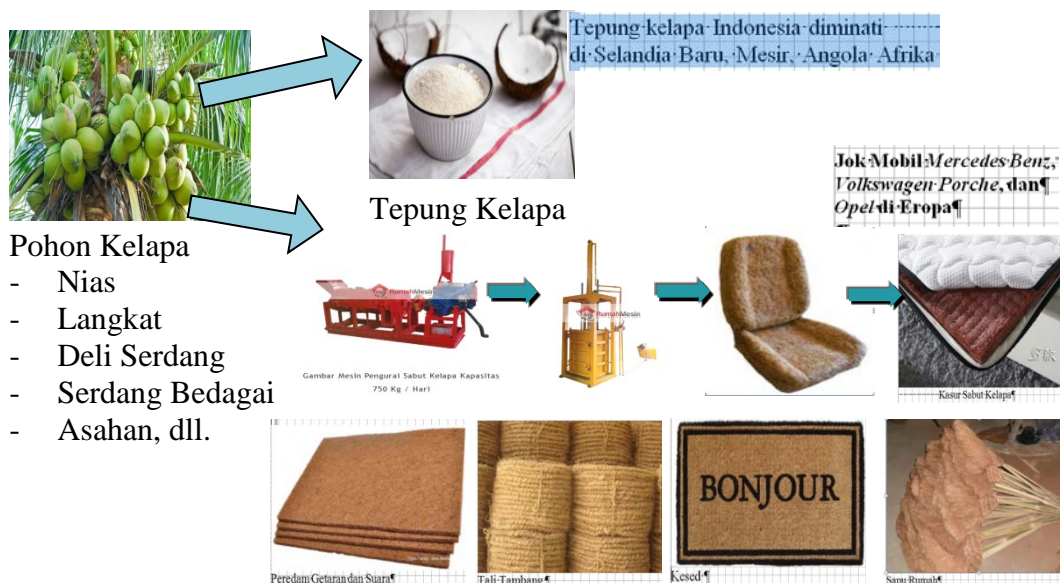 Tepung kelapa Indonesia diminati
di Selandia Baru, Mesir, Angola Afrika
Tepung Kelapa
Jok Mobil Mercedes Benz,
Volkswagen Porche, dan¶
Opel di Eropa¶
Pohon Kelapa
- Nias
- Langkat
- Deli Serdang
- Serdang Bedagai
- Asahan, dll.
RumahMesin
RumahMesin
Gambar Mesin Pengurai Sabut Kelapa Kapasitas
750 Kg / Hari
Kasur Sabut Kelapa¶
BONJOUR
Peredam Getaran dan Suara¶
Tali Tambang¶
Kesed ¶
Sapu Rumah¶